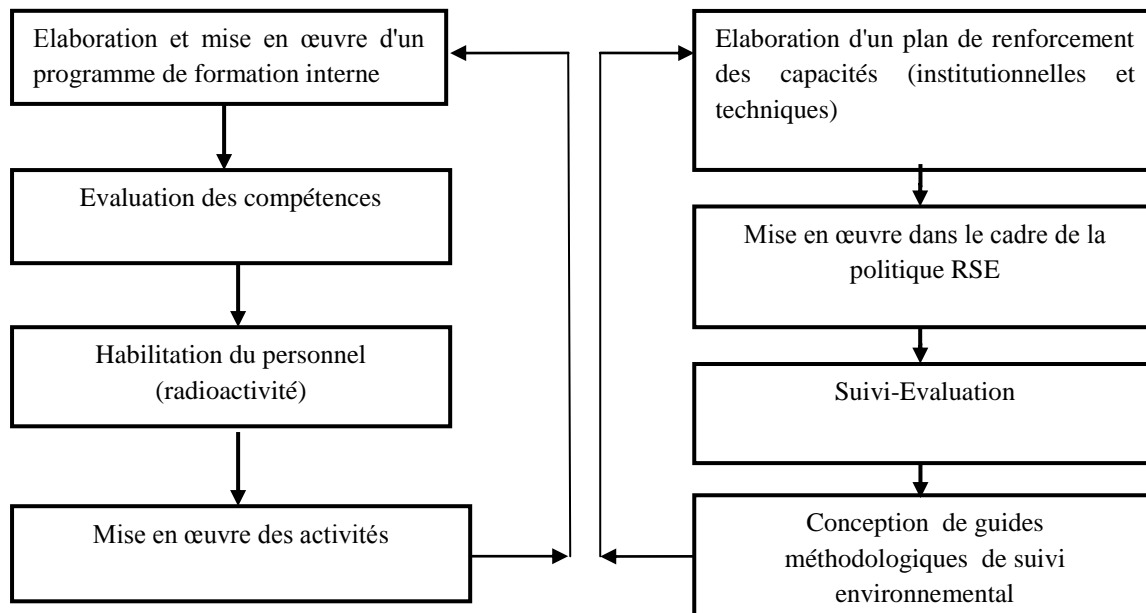 Elaboration et mise en œuvre d'un
programme de formation interne
Evaluation des compétences
Habilitation du personnel
(radioactivité)
Mise en œuvre des activités
Elaboration d'un plan de renforcement
des capacités (institutionnelles et
techniques)
Mise en œuvre dans le cadre de la
politique RSE
Suivi-Evaluation
Conception de guides
méthodologiques de suivi
environnemental